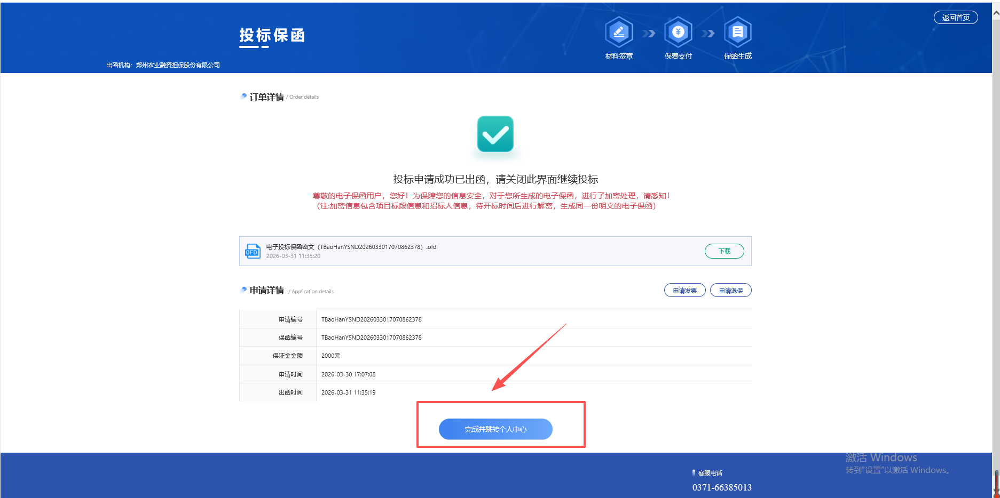 返回首页
投标保函
材料签章
保费支付
保函生成
出函机构：郑州农业融资担保股份有限公司
订单详情 / Order details
投标申请成功已出函，请关闭此界面继续投标
尊敬的电子保函用户，您好！为保障您的信息安全，对于您所生成的电子保函，进行了加密处理，请悉知！
（注:加密信息包含项目标段信息和招标人信息，待开标时间后进行解密，生成同一份明文的电子保函）
OFD
电子投标保函密文（TBaoHanYSND2026033017070862378）.ofd
2026-03-31 11:35:20
下载
申请详情 / Application details
申请发票
申请退保
申请编号 TBaoHanYSND2026033017070862378
保函编号 TBaoHanYSND2026033017070862378
保证金金额 2000元
申请时间 2026-03-30 17:07:08
出函时间 2026-03-31 11:35:19
完成并跳转个人中心
激活 Windows
转到"设置"以激活 Windows。
客服电话
0371-66385013